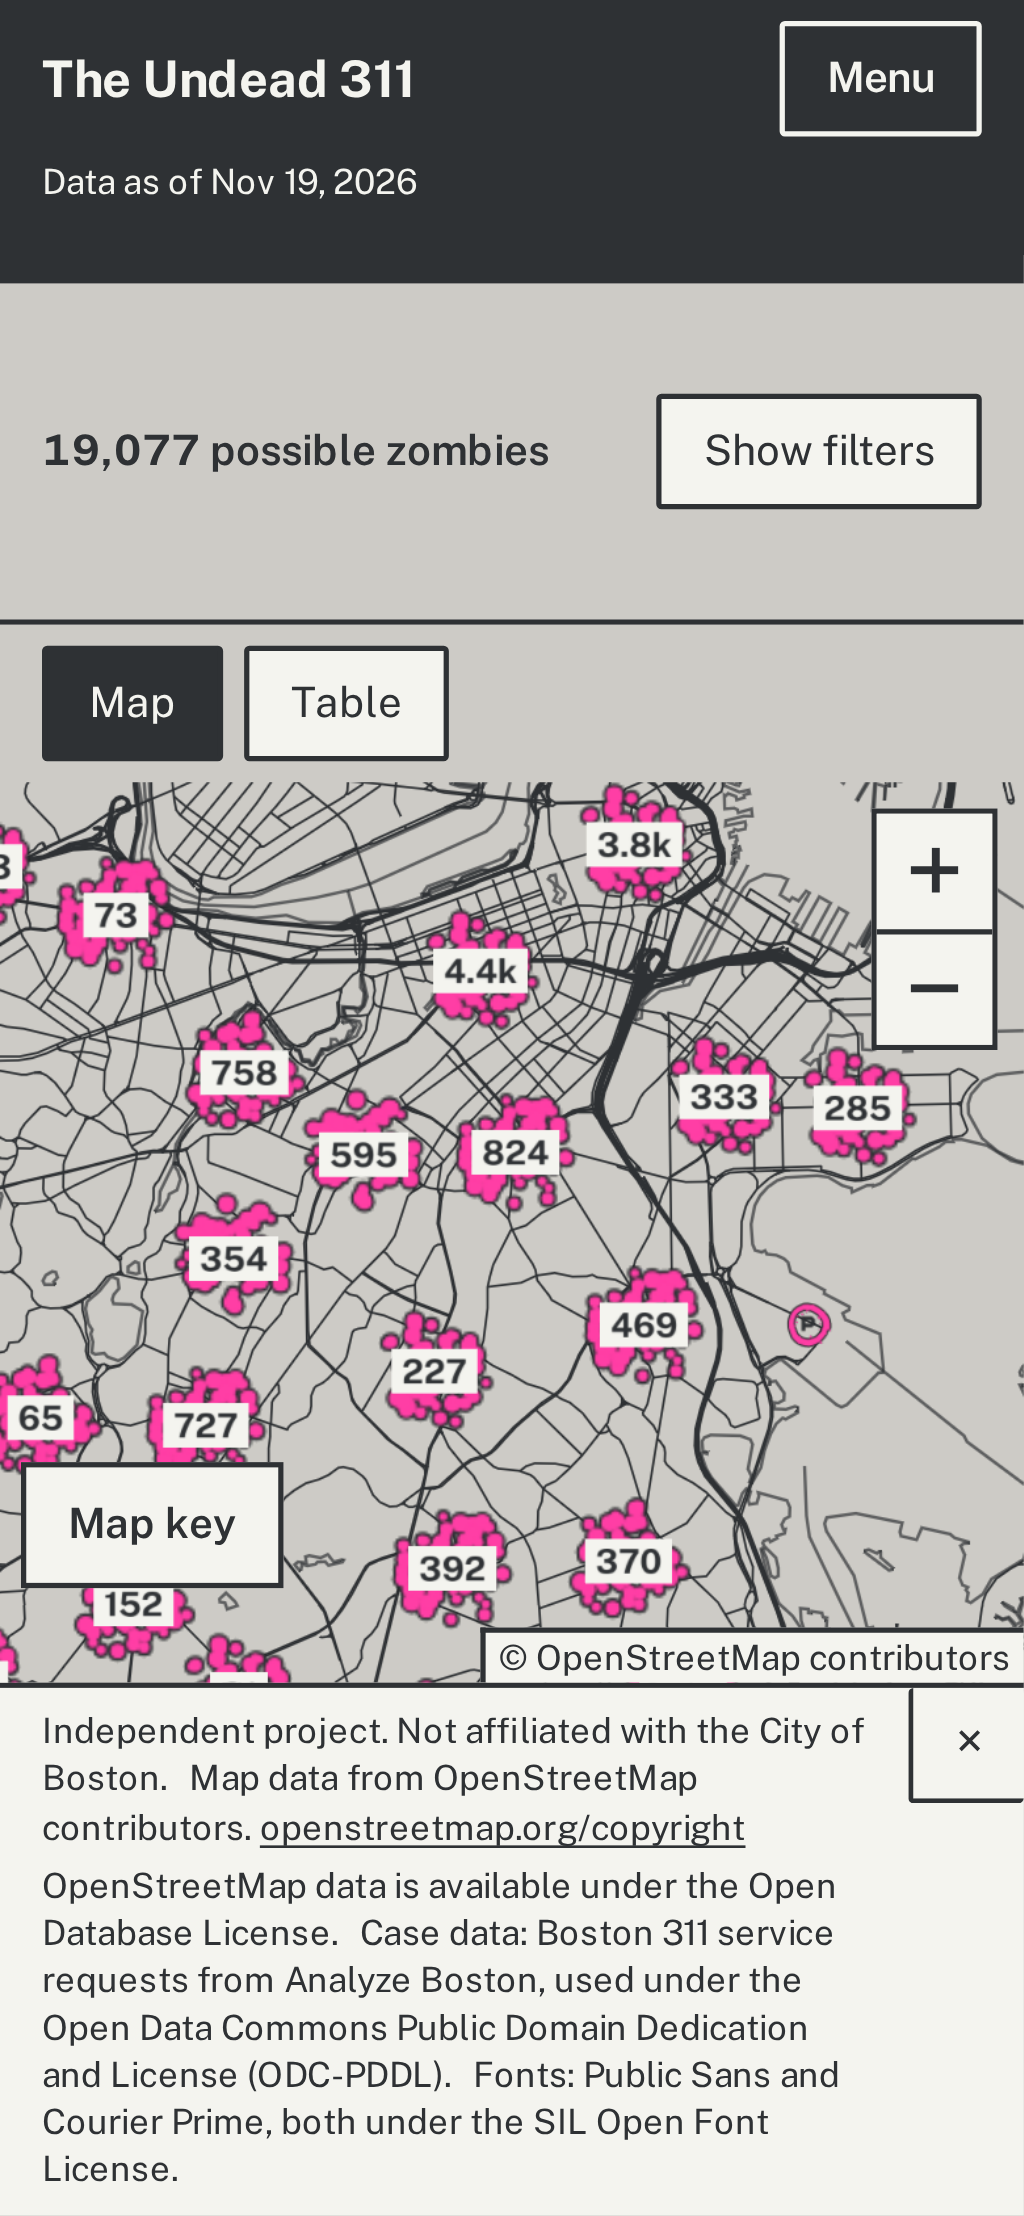 The Undead 311
Menu
Data as of Nov 19, 2026
19,077 possible zombies
Show filters
Map
Table
3.8k
73
4.4k
758
333
285
595
824
354
469
P
227
65
727
Map key
392
370
152
© OpenStreetMap contributors
Independent project. Not affiliated with the City of
Boston. Map data from OpenStreetMap
contributors. openstreetmap.org/copyright
OpenStreetMap data is available under the Open
Database License. Case data: Boston 311 service
requests from Analyze Boston, used under the
Open Data Commons Public Domain Dedication
and License (ODC-PDDL). Fonts: Public Sans and
Courier Prime, both under the SIL Open Font
License.